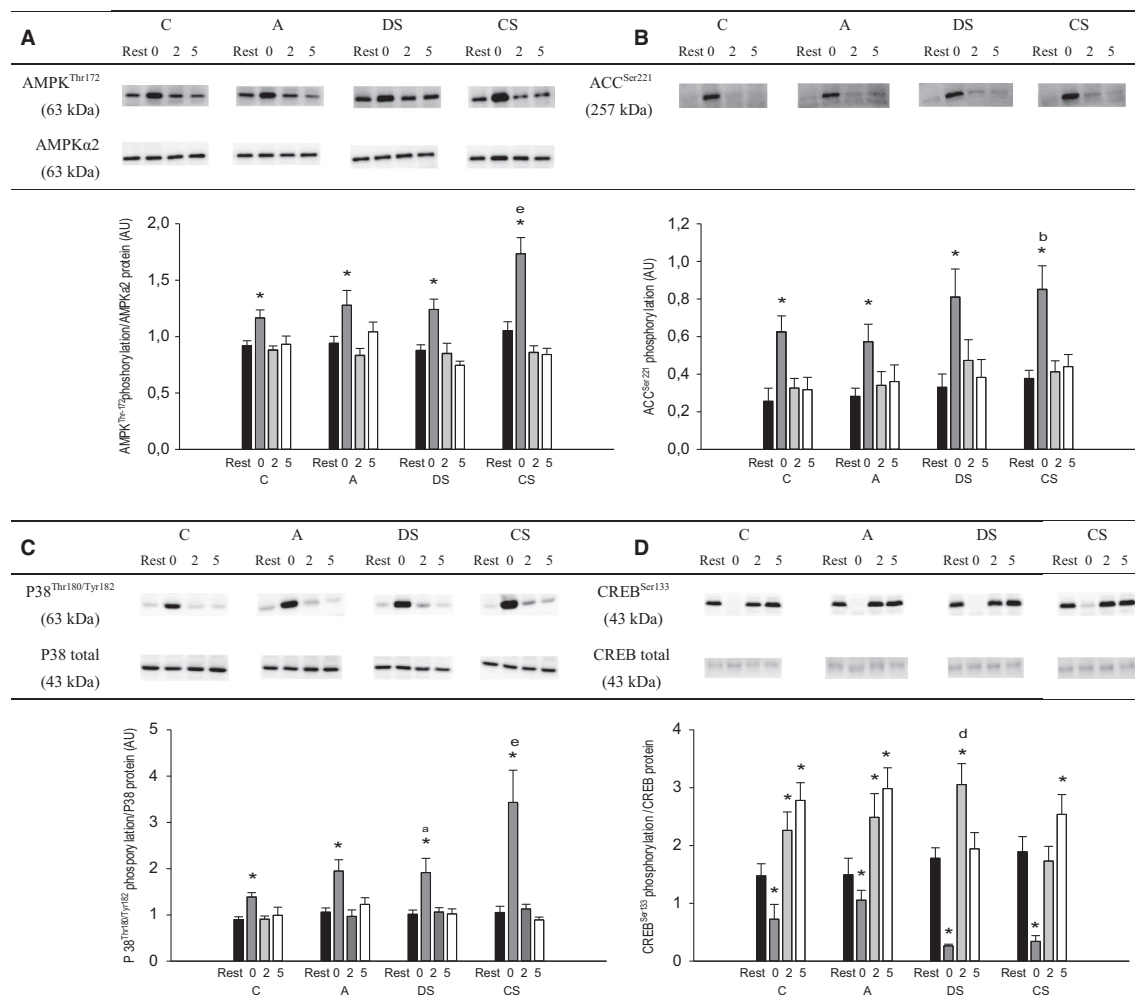 A
C A DS CS
Rest 0 2 5 Rest 0 2 5 Rest 0 2 5 Rest 0 2 5
AMPK^Thr172
(63 kDa)
AMPKα2
(63 kDa)
B
C A DS CS
Rest 0 2 5 Rest 0 2 5 Rest 0 2 5 Rest 0 2 5
ACC^Ser221
(257 kDa)
AMPK^Thr-172phoshorylation/AMPKa2 protein (AU)
2,0
1,5
1,0
0,5
0,0
* * * e
*
Rest 0 2 5 Rest 0 2 5 Rest 0 2 5 Rest 0 2 5
C A DS CS
ACC^Ser221 phosphorylation (AU)
1,2
1,0
0,8
0,6
0,4
0,2
0,0
* * * b
*
Rest 0 2 5 Rest 0 2 5 Rest 0 2 5 Rest 0 2 5
C A DS CS
C
C A DS CS
Rest 0 2 5 Rest 0 2 5 Rest 0 2 5 Rest 0 2 5
P38^Thr180/Tyr182
(63 kDa)
P38 total
(43 kDa)
D
C A DS CS
Rest 0 2 5 Rest 0 2 5 Rest 0 2 5 Rest 0 2 5
CREB^Ser133
(43 kDa)
CREB total
(43 kDa)
P 38^Thr180/Tyr182 phospory lation/P38 protein (AU)
5
4
3
2
1
0
* * a
* e
*
Rest 0 2 5 Rest 0 2 5 Rest 0 2 5 Rest 0 2 5
C A DS CS
CREB^Ser133 phosphorylation /CREB protein
4
3
2
1
0
* * * * * * * d
* * *
Rest 0 2 5 Rest 0 2 5 Rest 0 2 5 Rest 0 2 5
C A DS CS